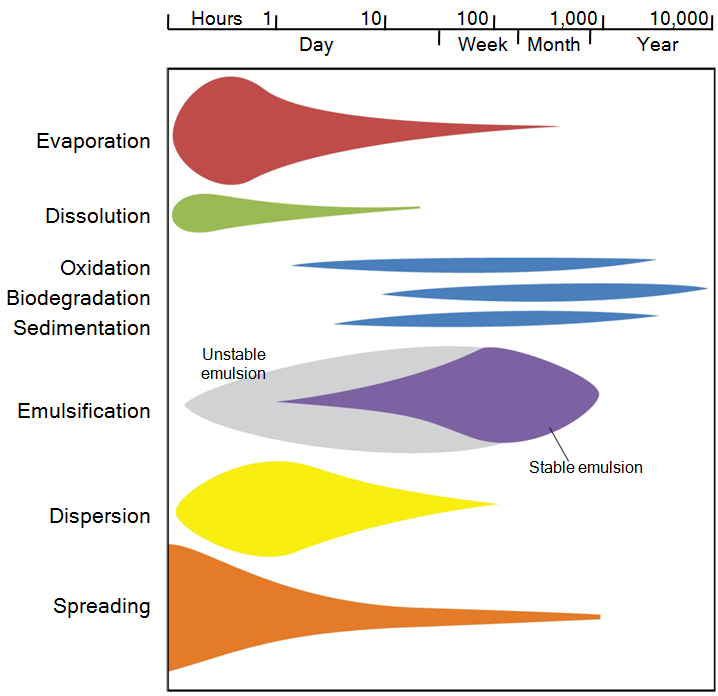 Hours 1 10 100 1,000 10,000
Day Week Month Year
Evaporation
Dissolution
Oxidation
Biodegradation
Sedimentation
Unstable
emulsion
Emulsification
Stable emulsion
Dispersion
Spreading